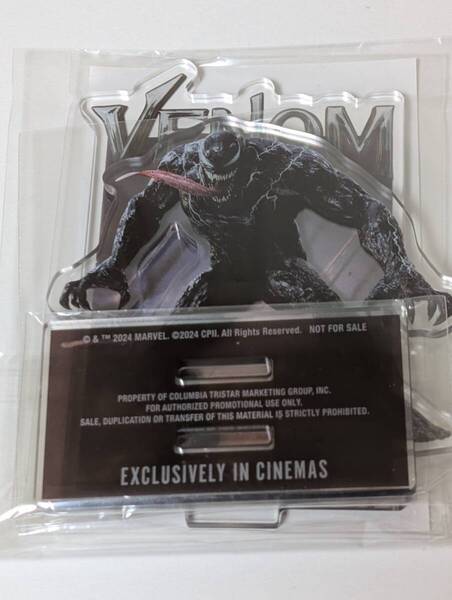 VENOM
© & ™ 2024 MARVEL. ©2024 CPII. All Rights Reserved. NOT FOR SALE
PROPERTY OF COLUMBIA TRISTAR MARKETING GROUP, INC.
FOR AUTHORIZED PROMOTIONAL USE ONLY.
SALE, DUPLICATION OR TRANSFER OF THIS MATERIAL IS STRICTLY PROHIBITED.
EXCLUSIVELY IN CINEMAS